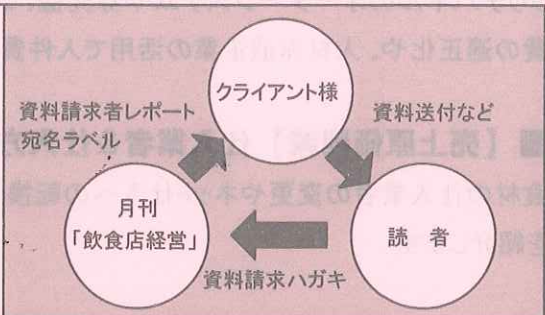 クライアント様
資料請求者レポート
宛名ラベル
資料送付など
月刊
「飲食店経営」
読 者
資料請求ハガキ